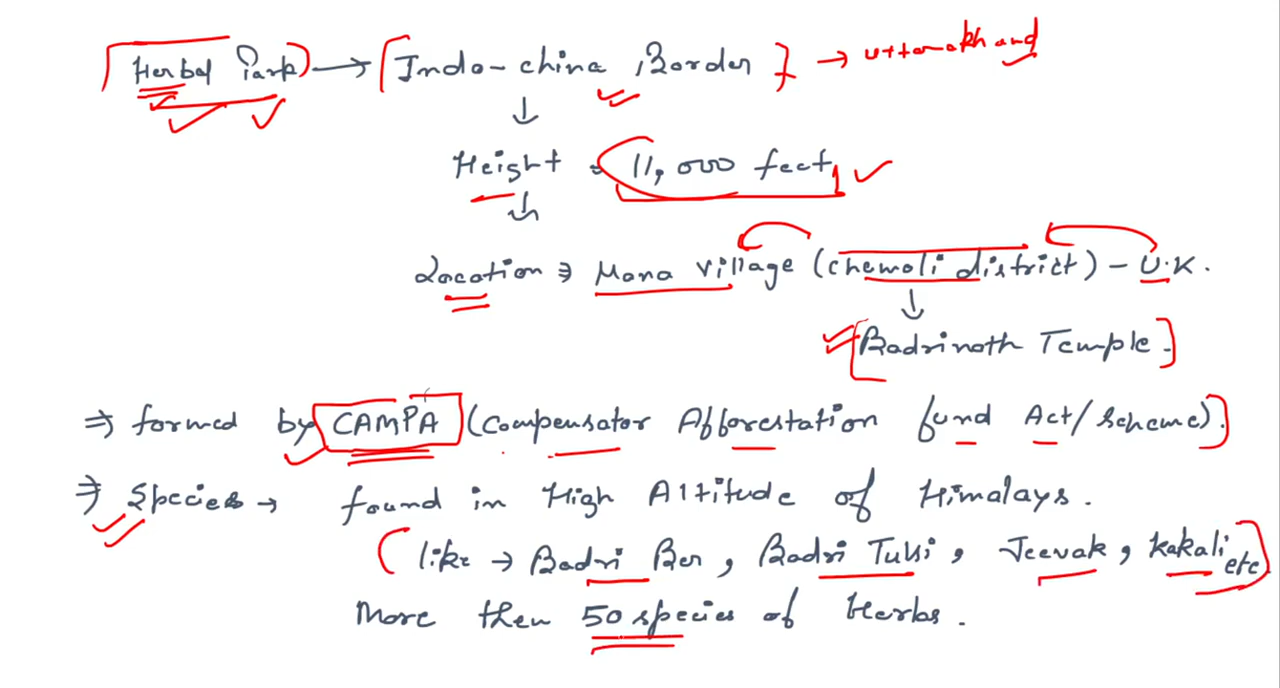 Herbal Park → Indo-china Border → Uttarakhand
↓
Height = 11,000 feet
↓
Location ⇒ Mana village (chemoli district) - U.K.
↓
[Badrinath Temple].
⇒ formed by CAMPA (Compensator Afforestation fund Act/scheme).
⇒ Species → found in High Altitude of Himalays.
(like → Badri Ber, Badri Tulsi, Jeevak, Kakali etc)
More then 50 species of Herbs.